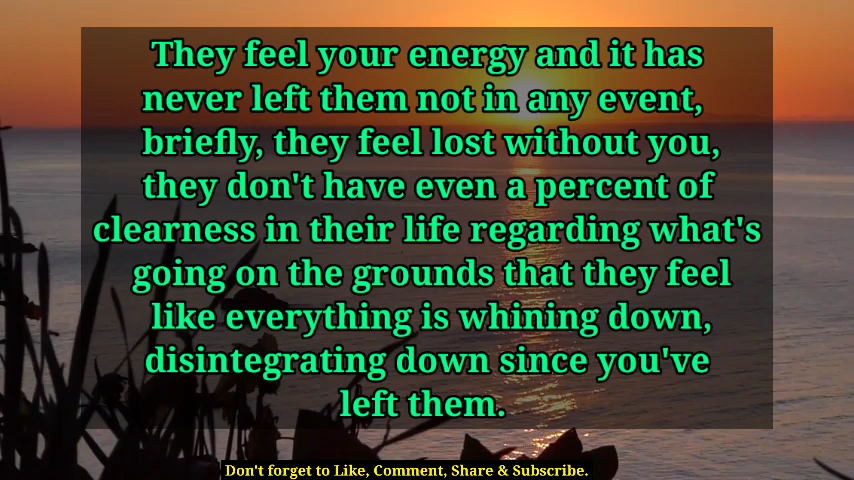 They feel your energy and it has
never left them not in any event,
briefly, they feel lost without you,
they don't have even a percent of
clearness in their life regarding what's
going on the grounds that they feel
like everything is whining down,
disintegrating down since you've
left them.
Don't forget to Like, Comment, Share & Subscribe.